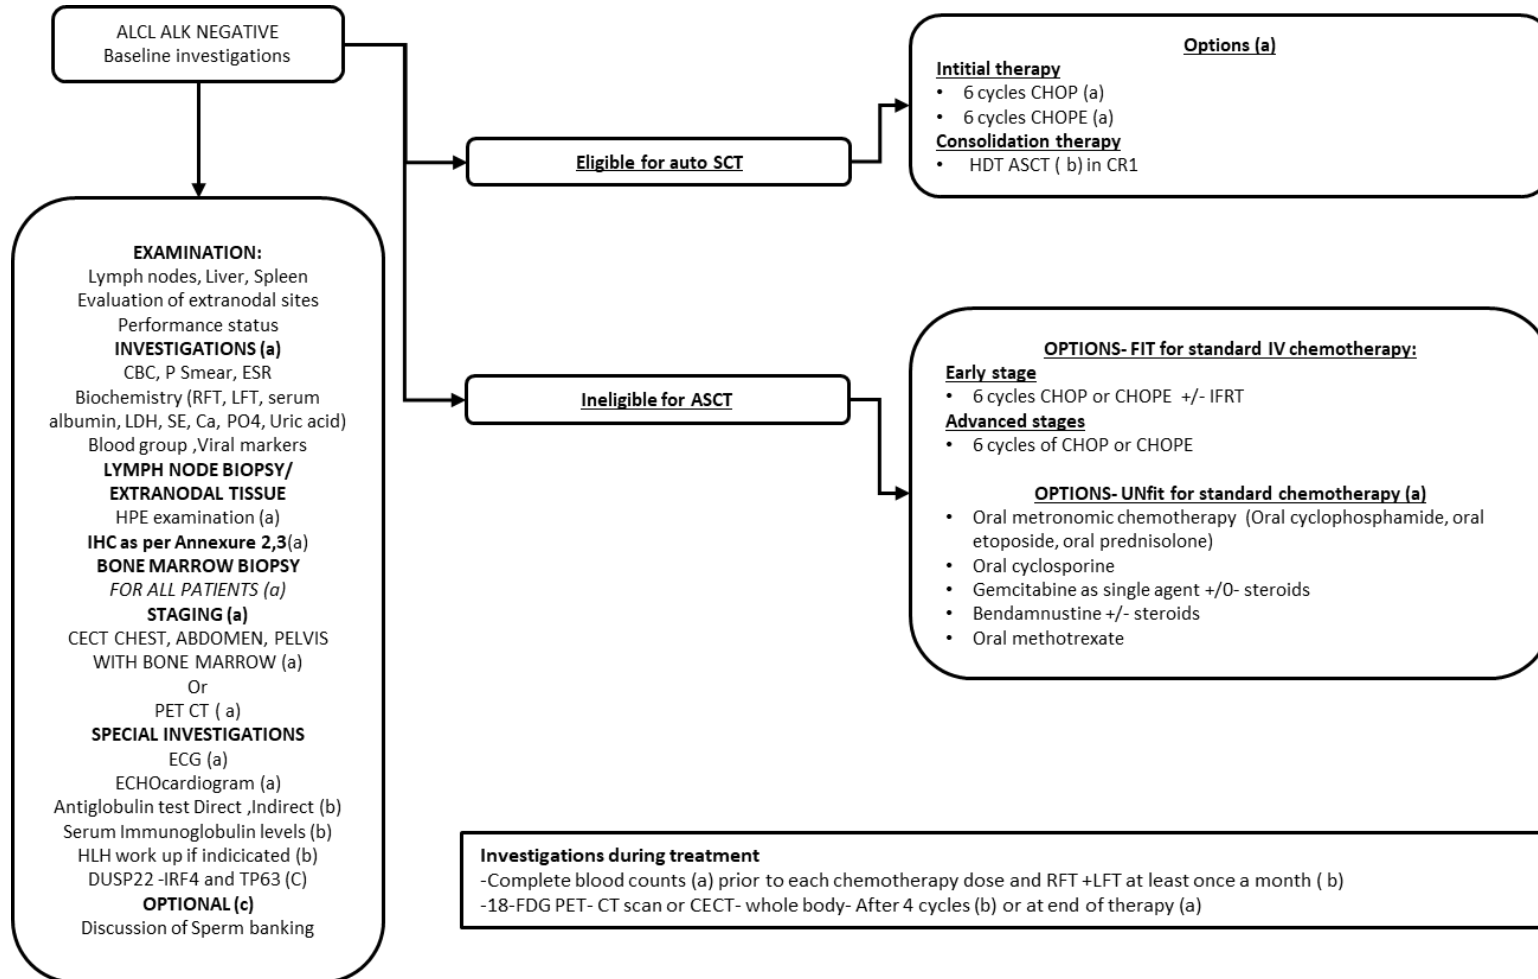 ALCL ALK NEGATIVE
Baseline investigations
EXAMINATION:
Lymph nodes, Liver, Spleen
Evaluation of extranodal sites
Performance status
INVESTIGATIONS (a)
CBC, P Smear, ESR
Biochemistry (RFT, LFT, serum
albumin, LDH, SE, Ca, PO4, Uric acid)
Blood group ,Viral markers
LYMPH NODE BIOPSY/
EXTRANODAL TISSUE
HPE examination (a)
IHC as per Annexure 2,3(a)
BONE MARROW BIOPSY
FOR ALL PATIENTS (a)
STAGING (a)
CECT CHEST, ABDOMEN, PELVIS
WITH BONE MARROW (a)
Or
PET CT ( a)
SPECIAL INVESTIGATIONS
ECG (a)
ECHOcardiogram (a)
Antiglobulin test Direct ,Indirect (b)
Serum Immunoglobulin levels (b)
HLH work up if indicicated (b)
DUSP22 -IRF4 and TP63 (C)
OPTIONAL (c)
Discussion of Sperm banking
Eligible for auto SCT
Options (a)
Intitial therapy
• 6 cycles CHOP (a)
• 6 cycles CHOPE (a)
Consolidation therapy
• HDT ASCT ( b) in CR1
Ineligible for ASCT
OPTIONS- FIT for standard IV chemotherapy:
Early stage
• 6 cycles CHOP or CHOPE +/- IFRT
Advanced stages
• 6 cycles of CHOP or CHOPE
OPTIONS- UNfit for standard chemotherapy (a)
• Oral metronomic chemotherapy (Oral cyclophosphamide, oral
etoposide, oral prednisolone)
• Oral cyclosporine
• Gemcitabine as single agent +/0- steroids
• Bendamnustine +/- steroids
• Oral methotrexate
Investigations during treatment
-Complete blood counts (a) prior to each chemotherapy dose and RFT +LFT at least once a month ( b)
-18-FDG PET- CT scan or CECT- whole body- After 4 cycles (b) or at end of therapy (a)